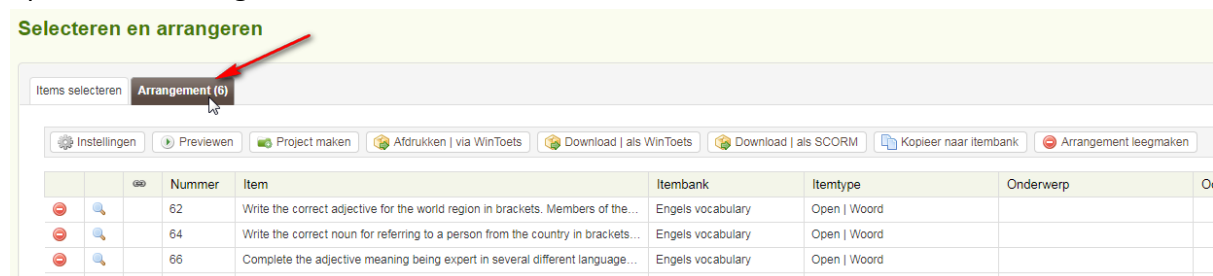 Selecteren en arrangeren
Items selecteren Arrangement (6)
Instellingen Previewen Project maken Afdrukken | via WinToets Download | als WinToets Download | als SCORM Kopieer naar itembank Arrangement leegmaken
Nummer Item Itembank Itemtype Onderwerp
62 Write the correct adjective for the world region in brackets. Members of the... Engels vocabulary Open | Woord
64 Write the correct noun for referring to a person from the country in brackets... Engels vocabulary Open | Woord
66 Complete the adjective meaning being expert in several different language... Engels vocabulary Open | Woord